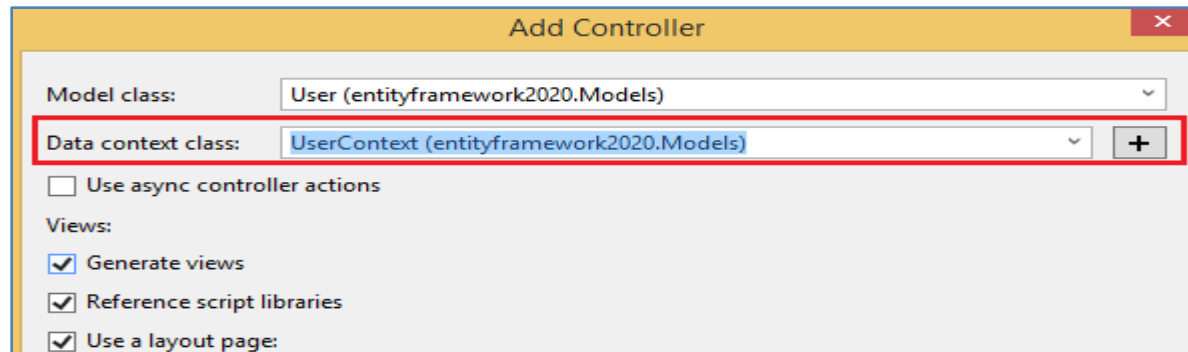 Add Controller
Model class: User (entityframework2020.Models)
Data context class: UserContext (entityframework2020.Models) +
Use async controller actions
Views:
Generate views
Reference script libraries
Use a layout page: